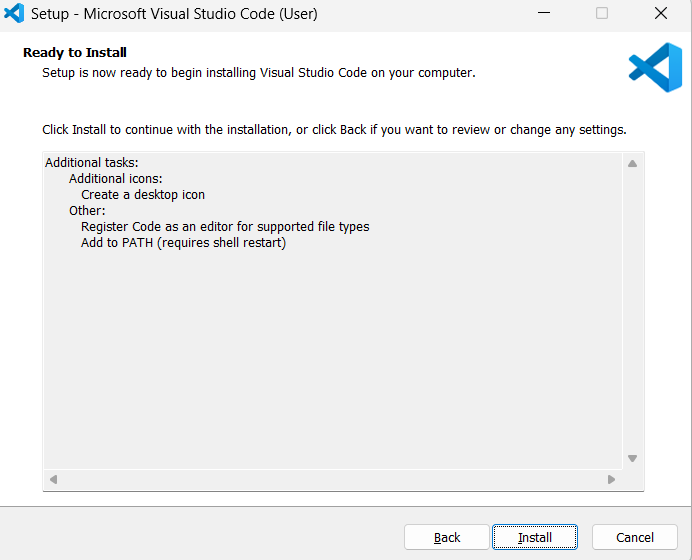 Setup - Microsoft Visual Studio Code (User)
Ready to Install
Setup is now ready to begin installing Visual Studio Code on your computer.
Click Install to continue with the installation, or click Back if you want to review or change any settings.
Additional tasks:
Additional icons:
Create a desktop icon
Other:
Register Code as an editor for supported file types
Add to PATH (requires shell restart)
Back
Install
Cancel